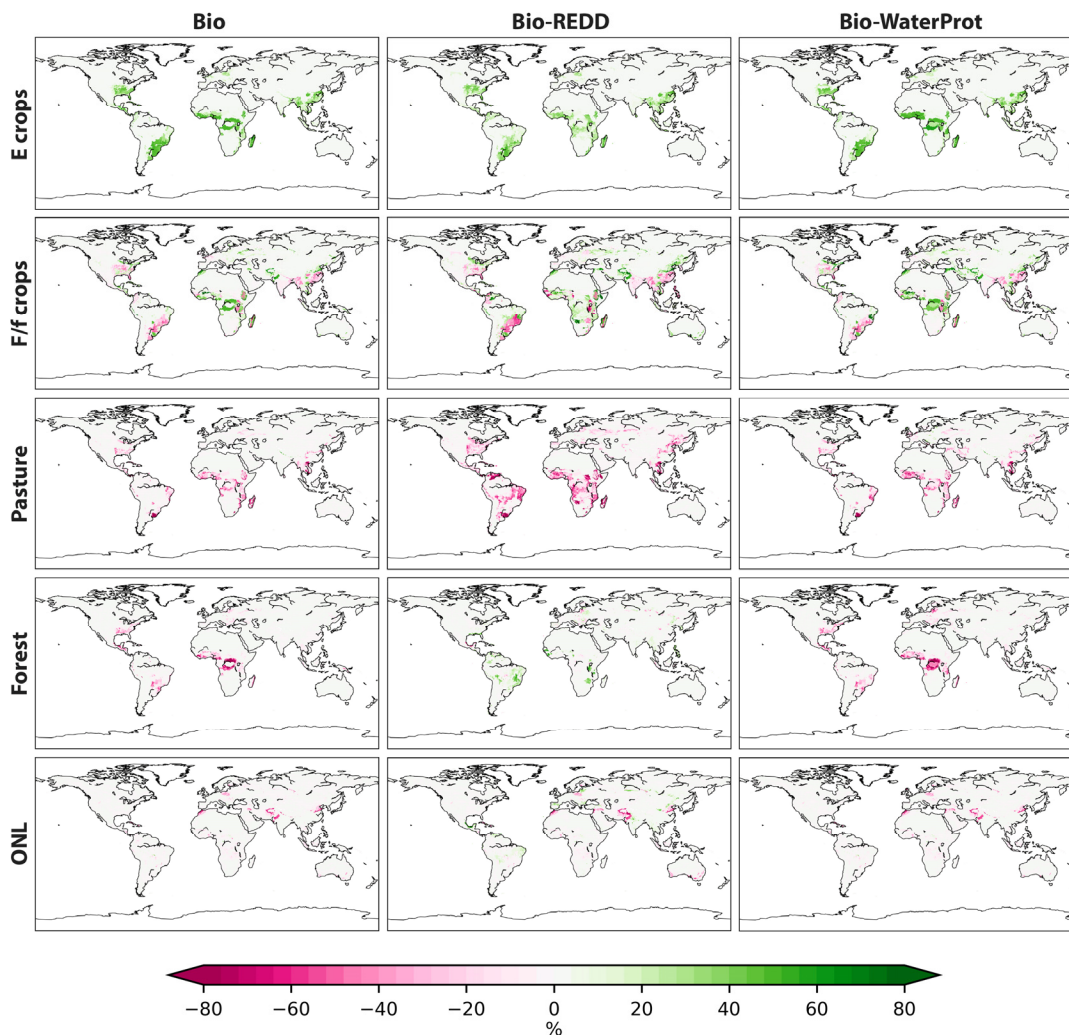 Bio Bio-REDD Bio-WaterProt
E crops
F/f crops
Pasture
Forest
ONL
−80 −60 −40 −20 0 20 40 60 80
%